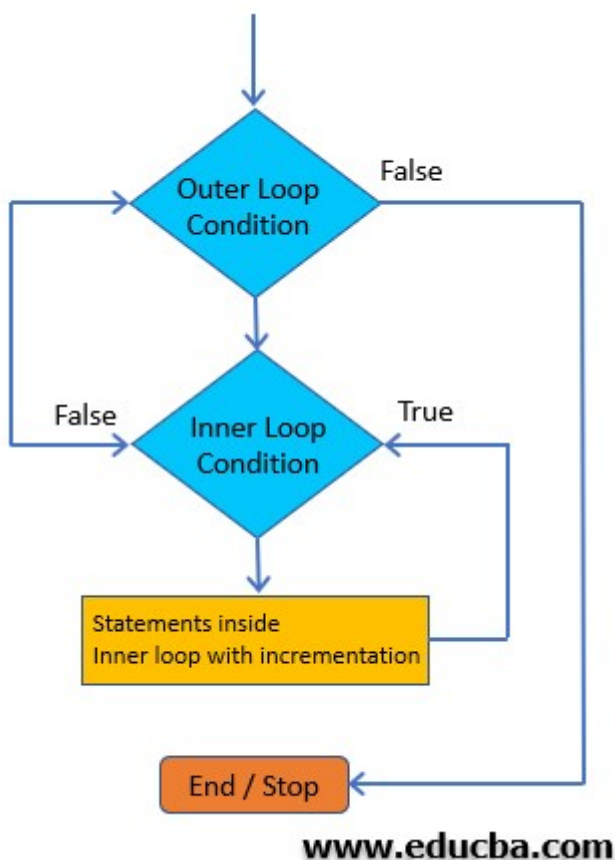 Outer Loop
Condition
False
Inner Loop
Condition
False
True
Statements inside
Inner loop with incrementation
End / Stop
www.educba.com